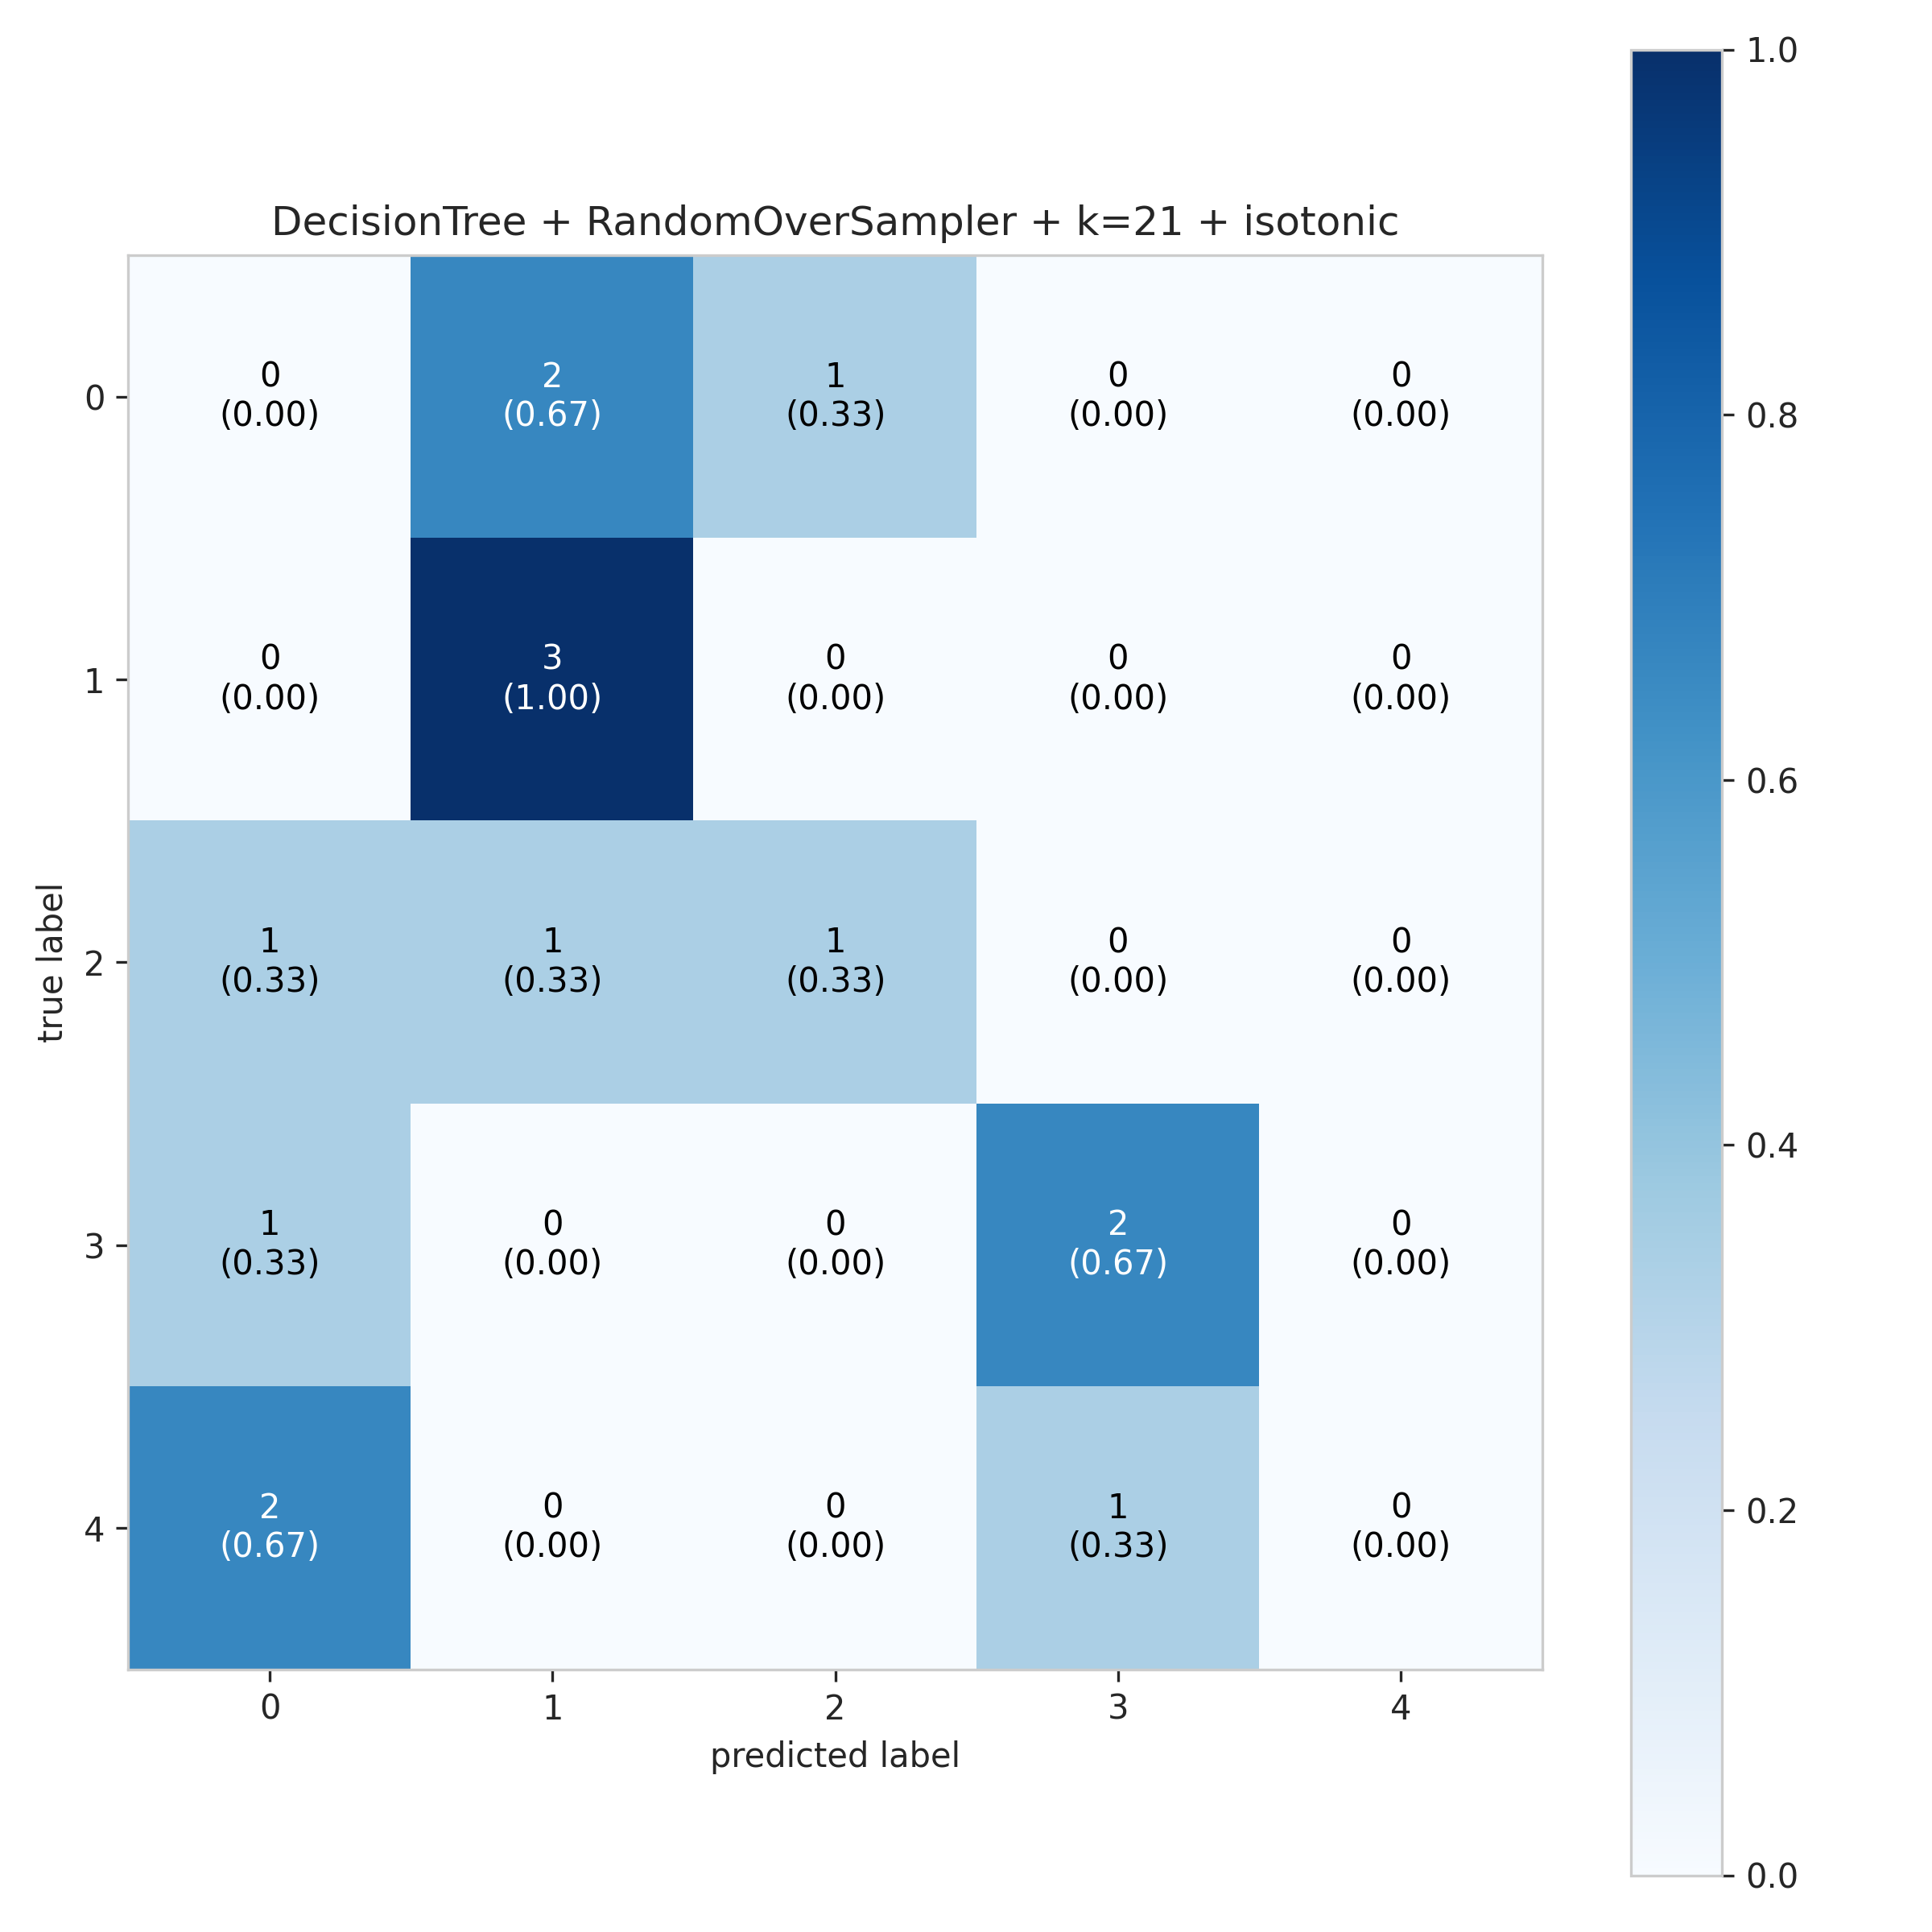 DecisionTree + RandomOverSampler + k=21 + isotonic
1.0
0.8
0.6
0.4
0.2
0.0
true label
0
0 2 1 0 0
(0.00) (0.67) (0.33) (0.00) (0.00)
1
0 3 0 0 0
(0.00) (1.00) (0.00) (0.00) (0.00)
2
1 1 1 0 0
(0.33) (0.33) (0.33) (0.00) (0.00)
3
1 0 0 2 0
(0.33) (0.00) (0.00) (0.67) (0.00)
4
2 0 0 1 0
(0.67) (0.00) (0.00) (0.33) (0.00)
0 1 2 3 4
predicted label